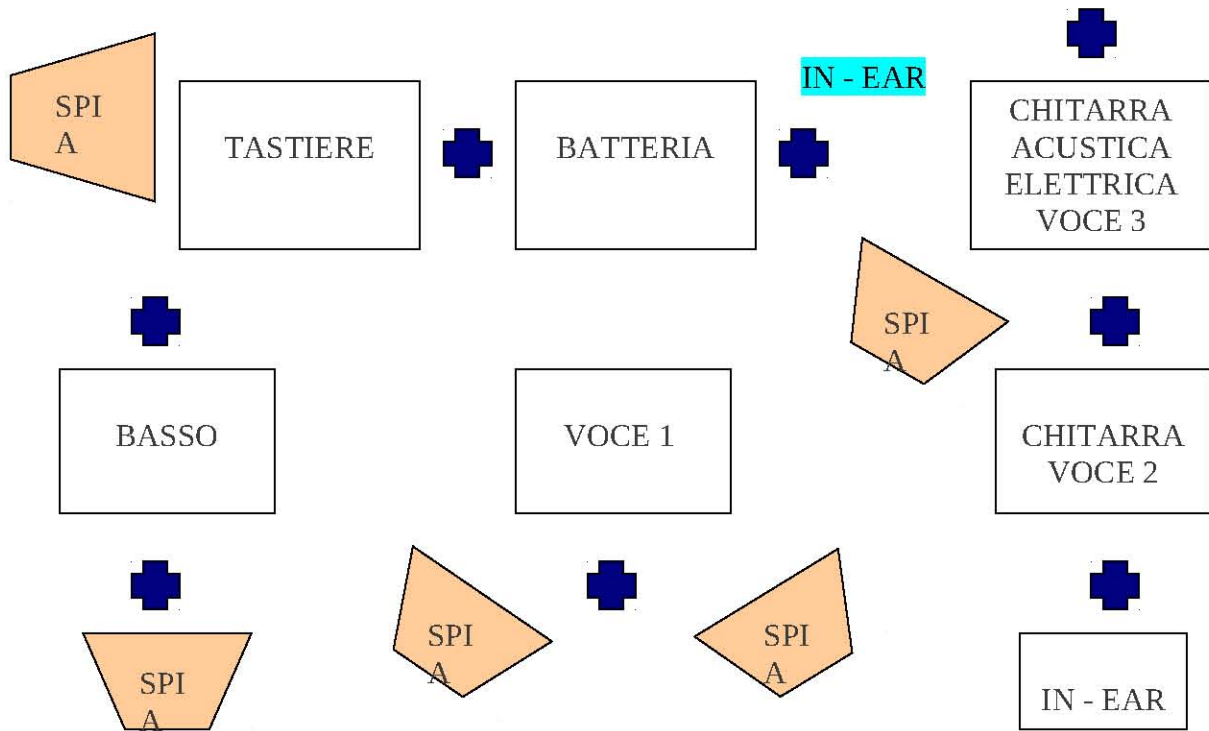 IN - EAR
SPI
A
TASTIERE
BATTERIA
CHITARRA
ACUSTICA
ELETTRICA
VOCE 3
SPI
A
BASSO
VOCE 1
CHITARRA
VOCE 2
SPI
A
SPI
A
SPI
A
IN - EAR